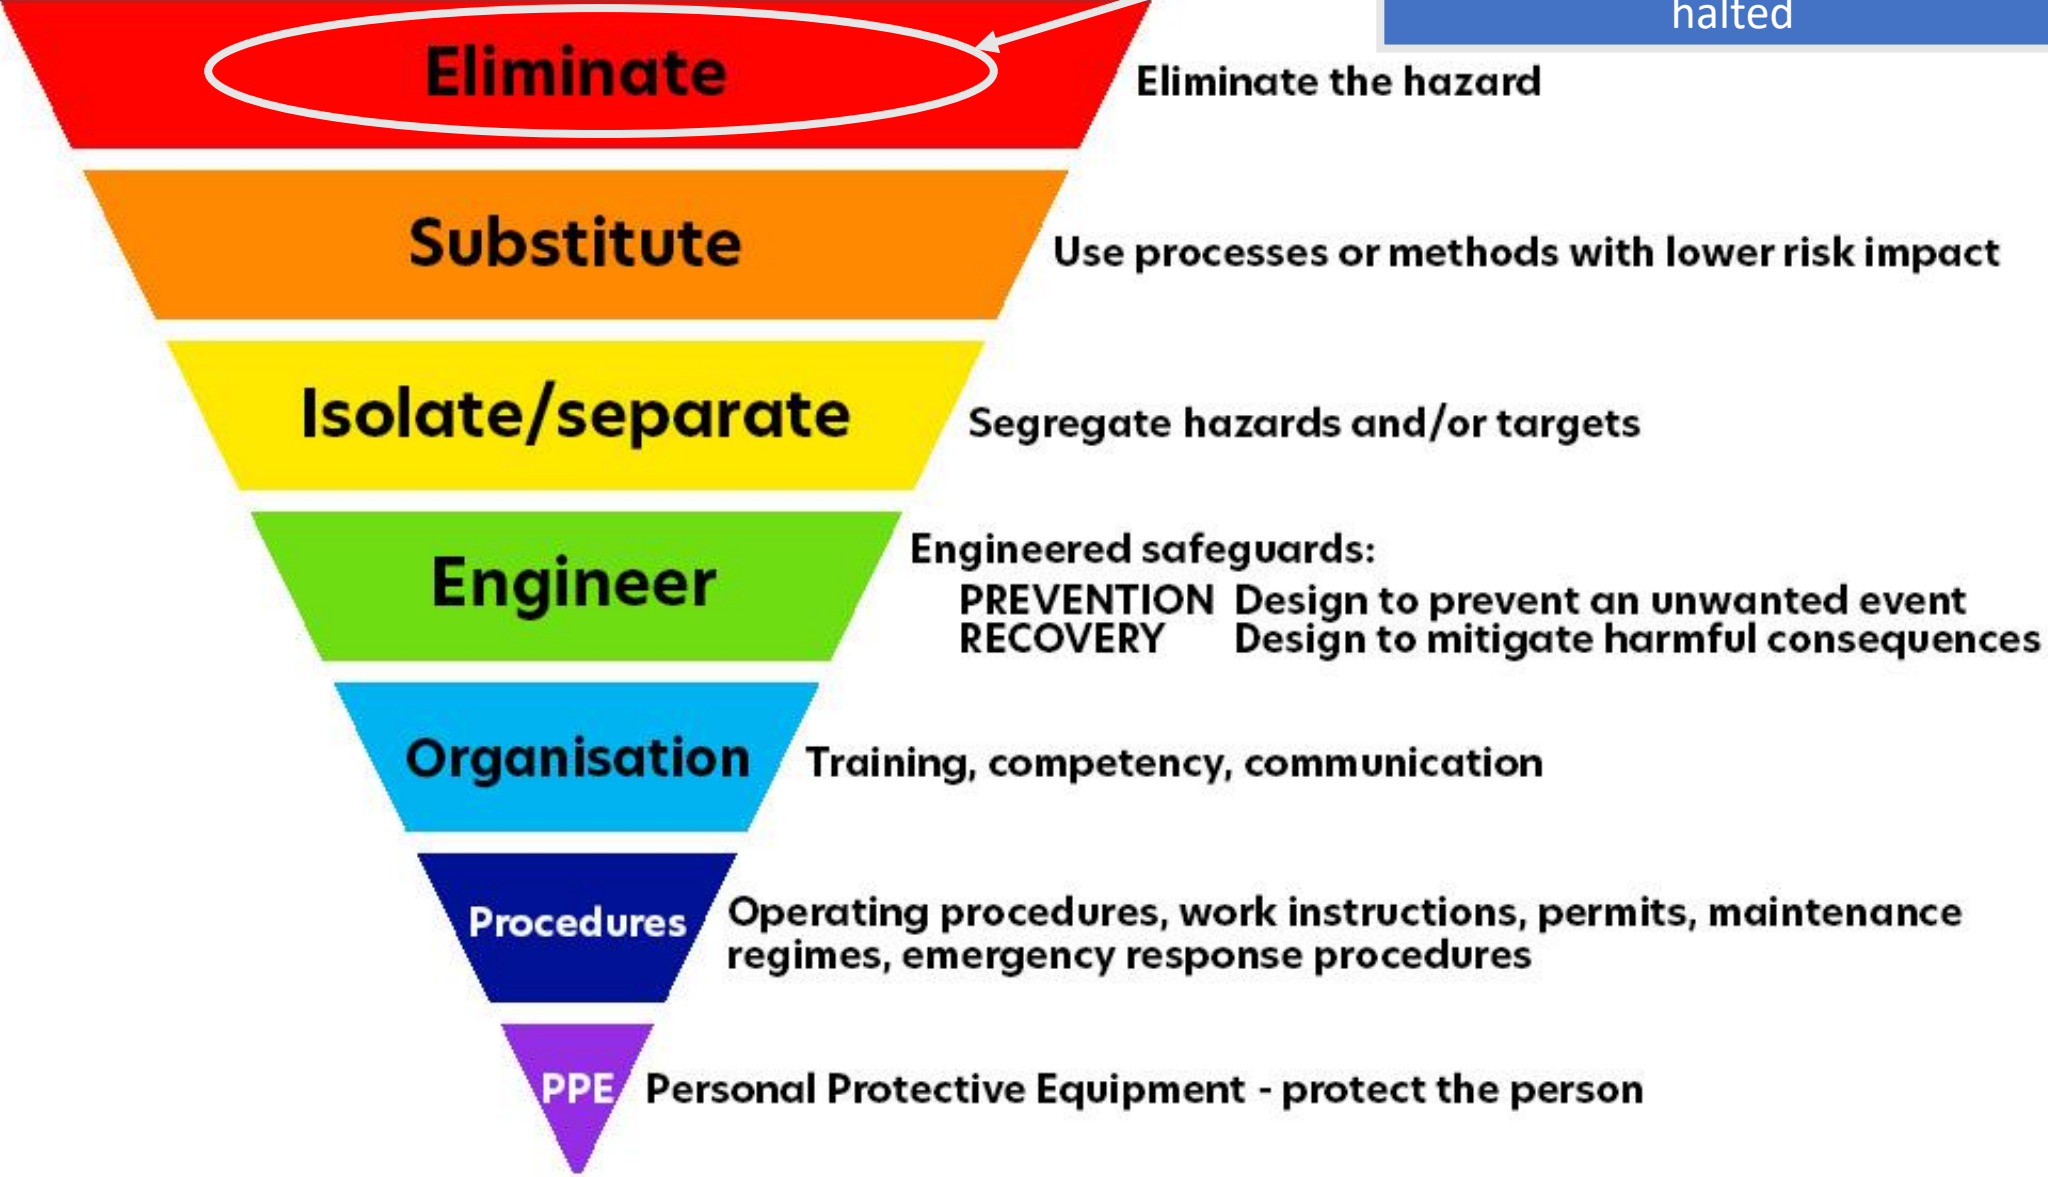 halted
Eliminate
Eliminate the hazard
Substitute
Use processes or methods with lower risk impact
Isolate/separate
Segregate hazards and/or targets
Engineer
Engineered safeguards:
PREVENTION Design to prevent an unwanted event
RECOVERY Design to mitigate harmful consequences
Organisation
Training, competency, communication
Procedures
Operating procedures, work instructions, permits, maintenance
regimes, emergency response procedures
PPE
Personal Protective Equipment - protect the person